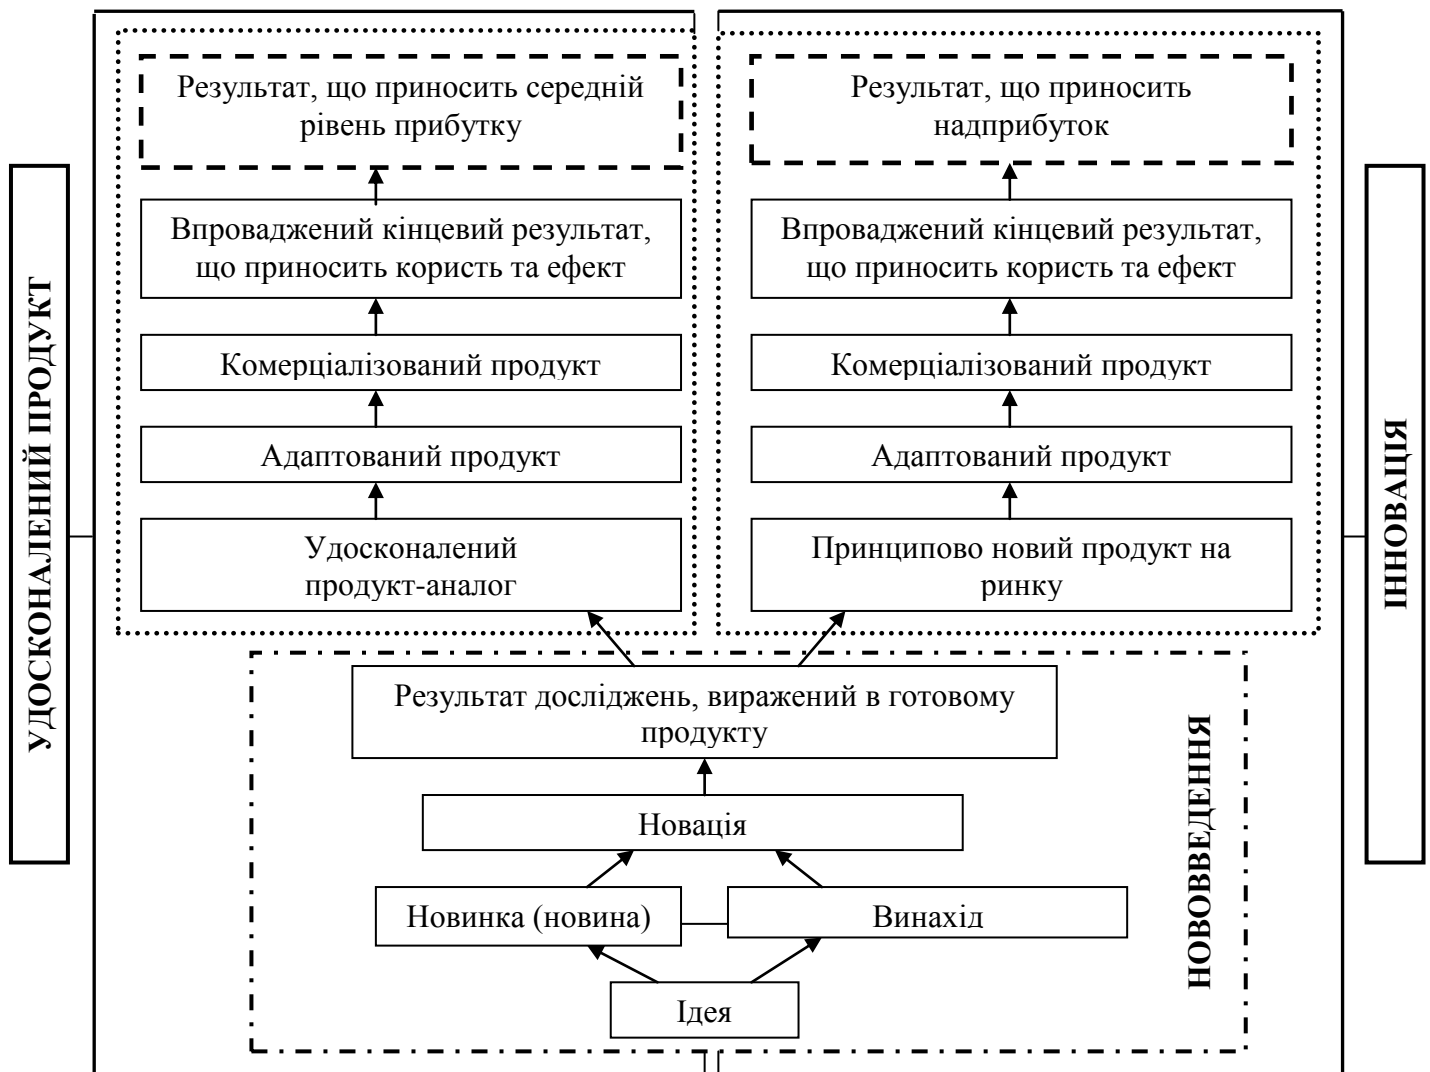 Результат, що приносить середній
рівень прибутку
Впроваджений кінцевий результат,
що приносить користь та ефект
Комерціалізований продукт
Адаптований продукт
Удосконалений
продукт-аналог
УДОСКОНАЛЕНИЙ ПРОДУКТ
Результат, що приносить
надприбуток
Впроваджений кінцевий результат,
що приносить користь та ефект
Комерціалізований продукт
Адаптований продукт
Принципово новий продукт на
ринку
ІННОВАЦІЯ
Результат досліджень, виражений в готовому
продукту
Новація
Новинка (новина)
Винахід
Ідея
НОВОВВЕДЕННЯ